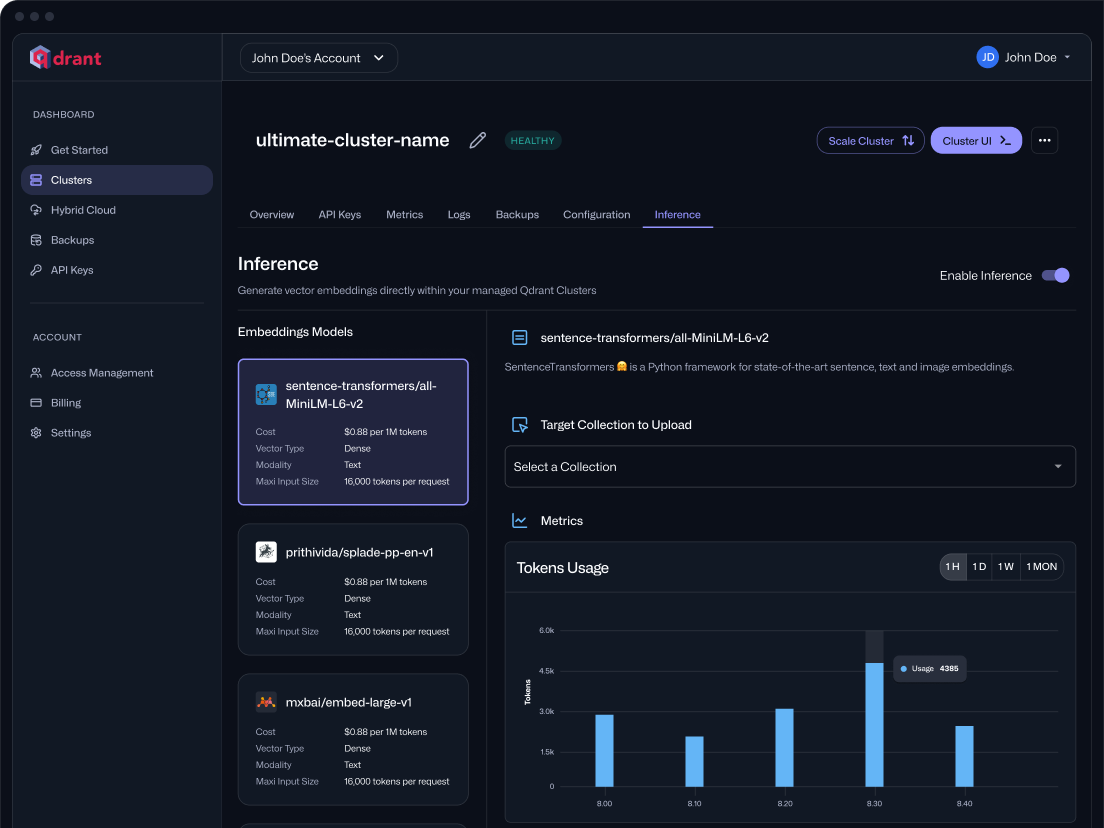 qdrant
John Doe's Account
JD John Doe
DASHBOARD
Get Started
Clusters
Hybrid Cloud
Backups
API Keys
ACCOUNT
Access Management
Billing
Settings
ultimate-cluster-name
HEALTHY
Scale Cluster
Cluster UI
Overview API Keys Metrics Logs Backups Configuration Inference
Inference
Generate vector embeddings directly within your managed Qdrant Clusters
Enable Inference
Embeddings Models
sentence-transformers/all-
MiniLM-L6-v2
Cost $0.88 per 1M tokens
Vector Type Dense
Modality Text
Maxi Input Size 16,000 tokens per request
prithivida/splade-pp-en-v1
Cost $0.88 per 1M tokens
Vector Type Dense
Modality Text
Maxi Input Size 16,000 tokens per request
mxbai/embed-large-v1
Cost $0.88 per 1M tokens
Vector Type Dense
Modality Text
Maxi Input Size 16,000 tokens per request
sentence-transformers/all-MiniLM-L6-v2
SentenceTransformers 🤗 is a Python framework for state-of-the-art sentence, text and image embeddings.
Target Collection to Upload
Select a Collection
Metrics
Tokens Usage
1 H 1 D 1 W 1 MON
Tokens
6.0k
4.5k
3.0k
1.5k
0
Usage 4385
8.00 8.10 8.20 8.30 8.40